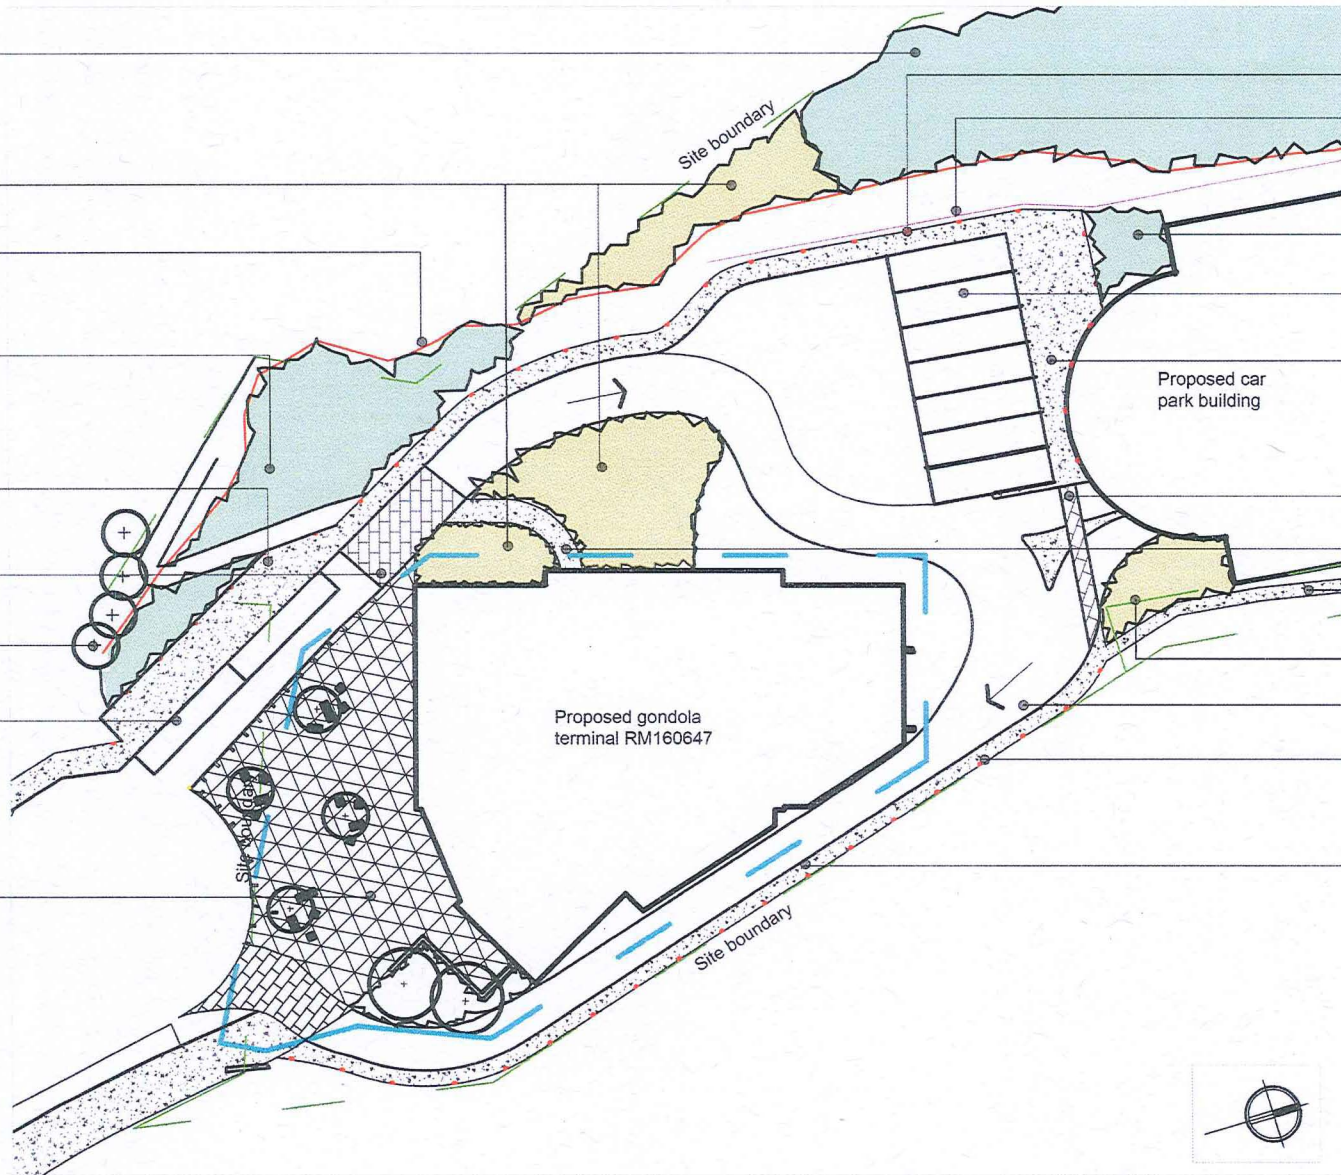 Site boundary
Proposed car
park building
Proposed gondola
terminal RM160647
Site boundary
Site boundary